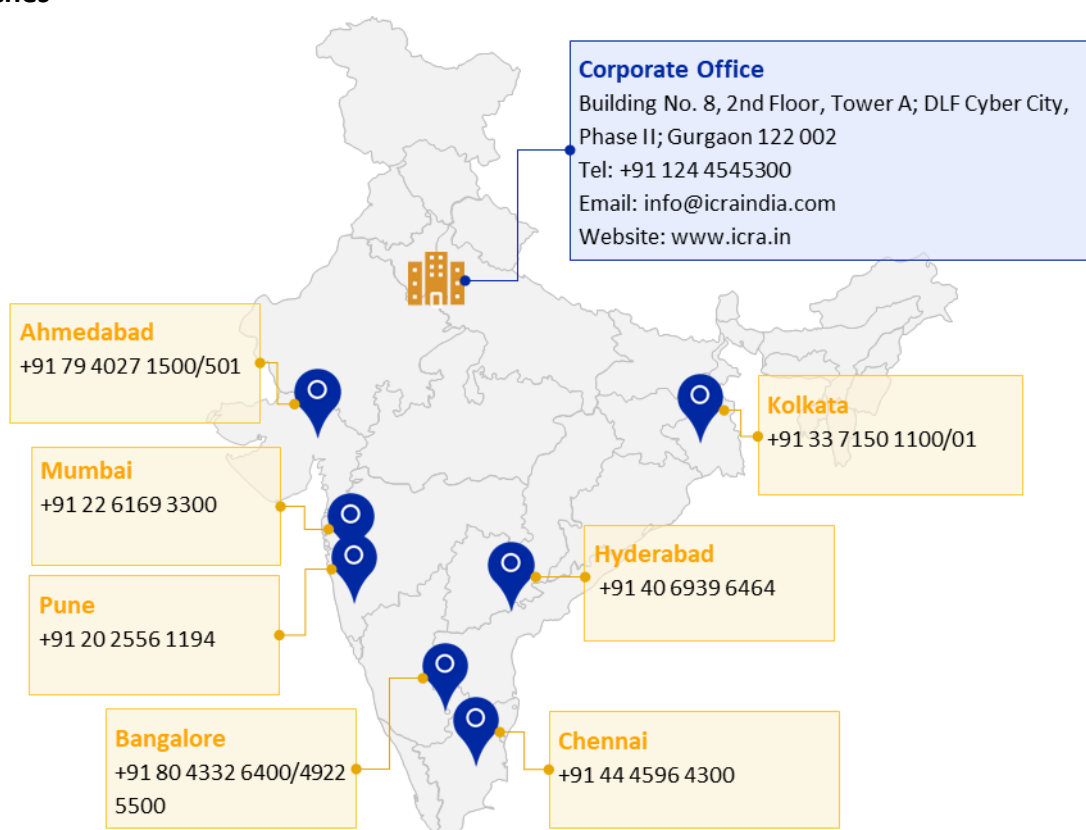 Corporate Office
Building No. 8, 2nd Floor, Tower A; DLF Cyber City,
Phase II; Gurgaon 122 002
Tel: +91 124 4545300
Email: info@icraindia.com
Website: www.icra.in
Ahmedabad
+91 79 4027 1500/501
Kolkata
+91 33 7150 1100/01
Mumbai
+91 22 6169 3300
Hyderabad
+91 40 6939 6464
Pune
+91 20 2556 1194
Bangalore
+91 80 4332 6400/4922
5500
Chennai
+91 44 4596 4300